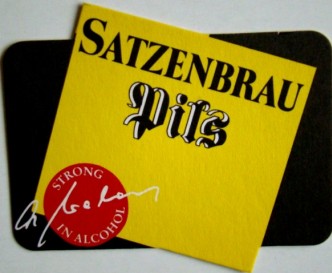 SATZENBRAU
Pils
STRONG
IN ALCOHOL